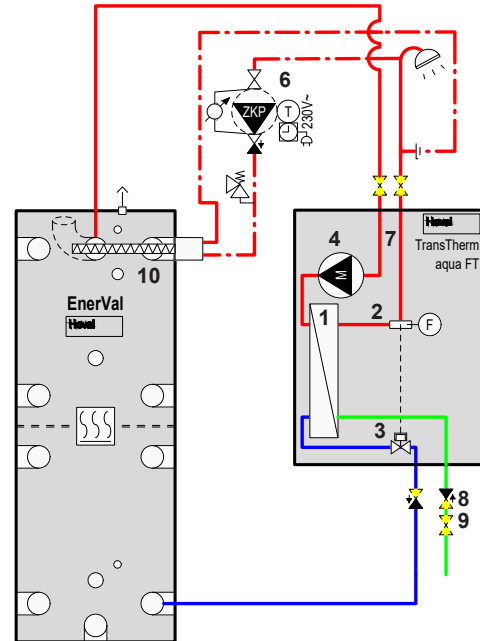 6
ZKP
T
230V~
10
EnerVal
Hoval
Hoval
TransTherm
aqua FT
4
7
M
1
2
F
3
8
9